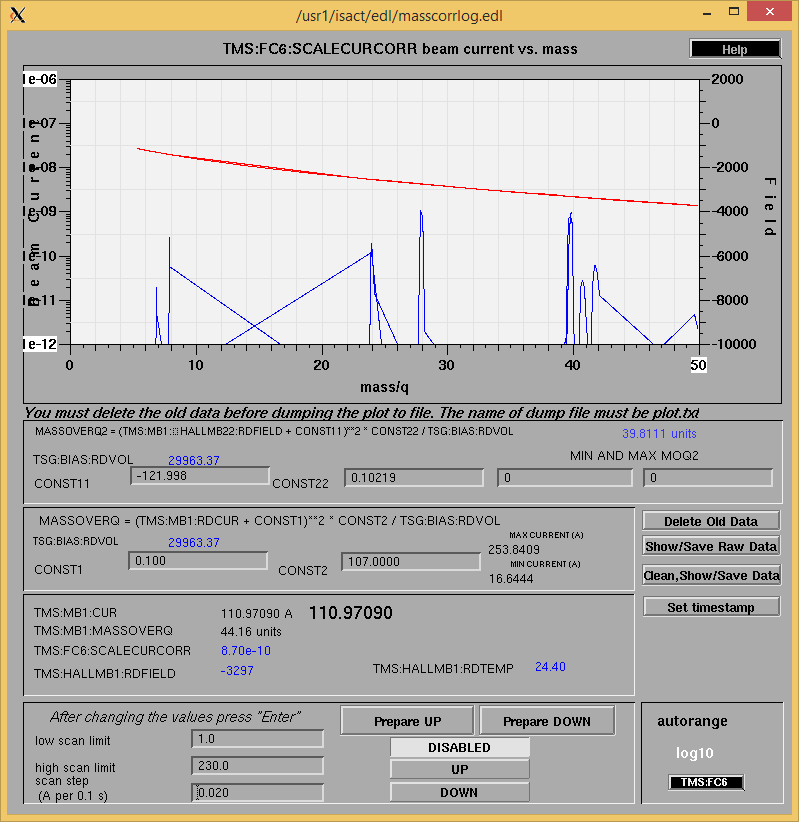 /usr1/isact/edl/masscorrlog.edl
TMS:FC6:SCALECURCORR beam current vs. mass
Help
1e-06
1e-07
1e-08
1e-09
1e-10
1e-11
1e-12
Beam Current
2000
0
-2000
-4000
-6000
-8000
-10000
Field
0 10 20 30 40 50
mass/q
You must delete the old data before dumping the plot to file. The name of dump file must be plot.txt
MASSOVERQ2 = (TMS:MB1: HALLMB22:RDFIELD + CONST11)**2 * CONST22 / TSG:BIAS:RDVOL
39.8111 units
TSG:BIAS:RDVOL 29963.37
MIN AND MAX MOQ2
CONST11 -121.998 CONST22 0.10219 0 0
MASSOVERQ = (TMS:MB1:RDCUR + CONST1)**2 * CONST2 / TSG:BIAS:RDVOL
TSG:BIAS:RDVOL 29963.37
MAX CURRENT (A)
253.8409
CONST1 0.100 CONST2 107.0000
MIN CURRENT (A)
16.6444
Delete Old Data
Show/Save Raw Data
Clean,Show/Save Data
Set timestamp
TMS:MB1:CUR 110.97090 A 110.97090
TMS:MB1:MASSOVERQ 44.16 units
TMS:FC6:SCALECURCORR 8.70e-10
TMS:HALLMB1:RDFIELD -3297
TMS:HALLMB1:RDTEMP 24.40
After changing the values press "Enter"
low scan limit 1.0
high scan limit 230.0
scan step
(A per 0.1 s) 0.020
Prepare UP
Prepare DOWN
DISABLED
UP
DOWN
autorange
log10
TMS:FC6